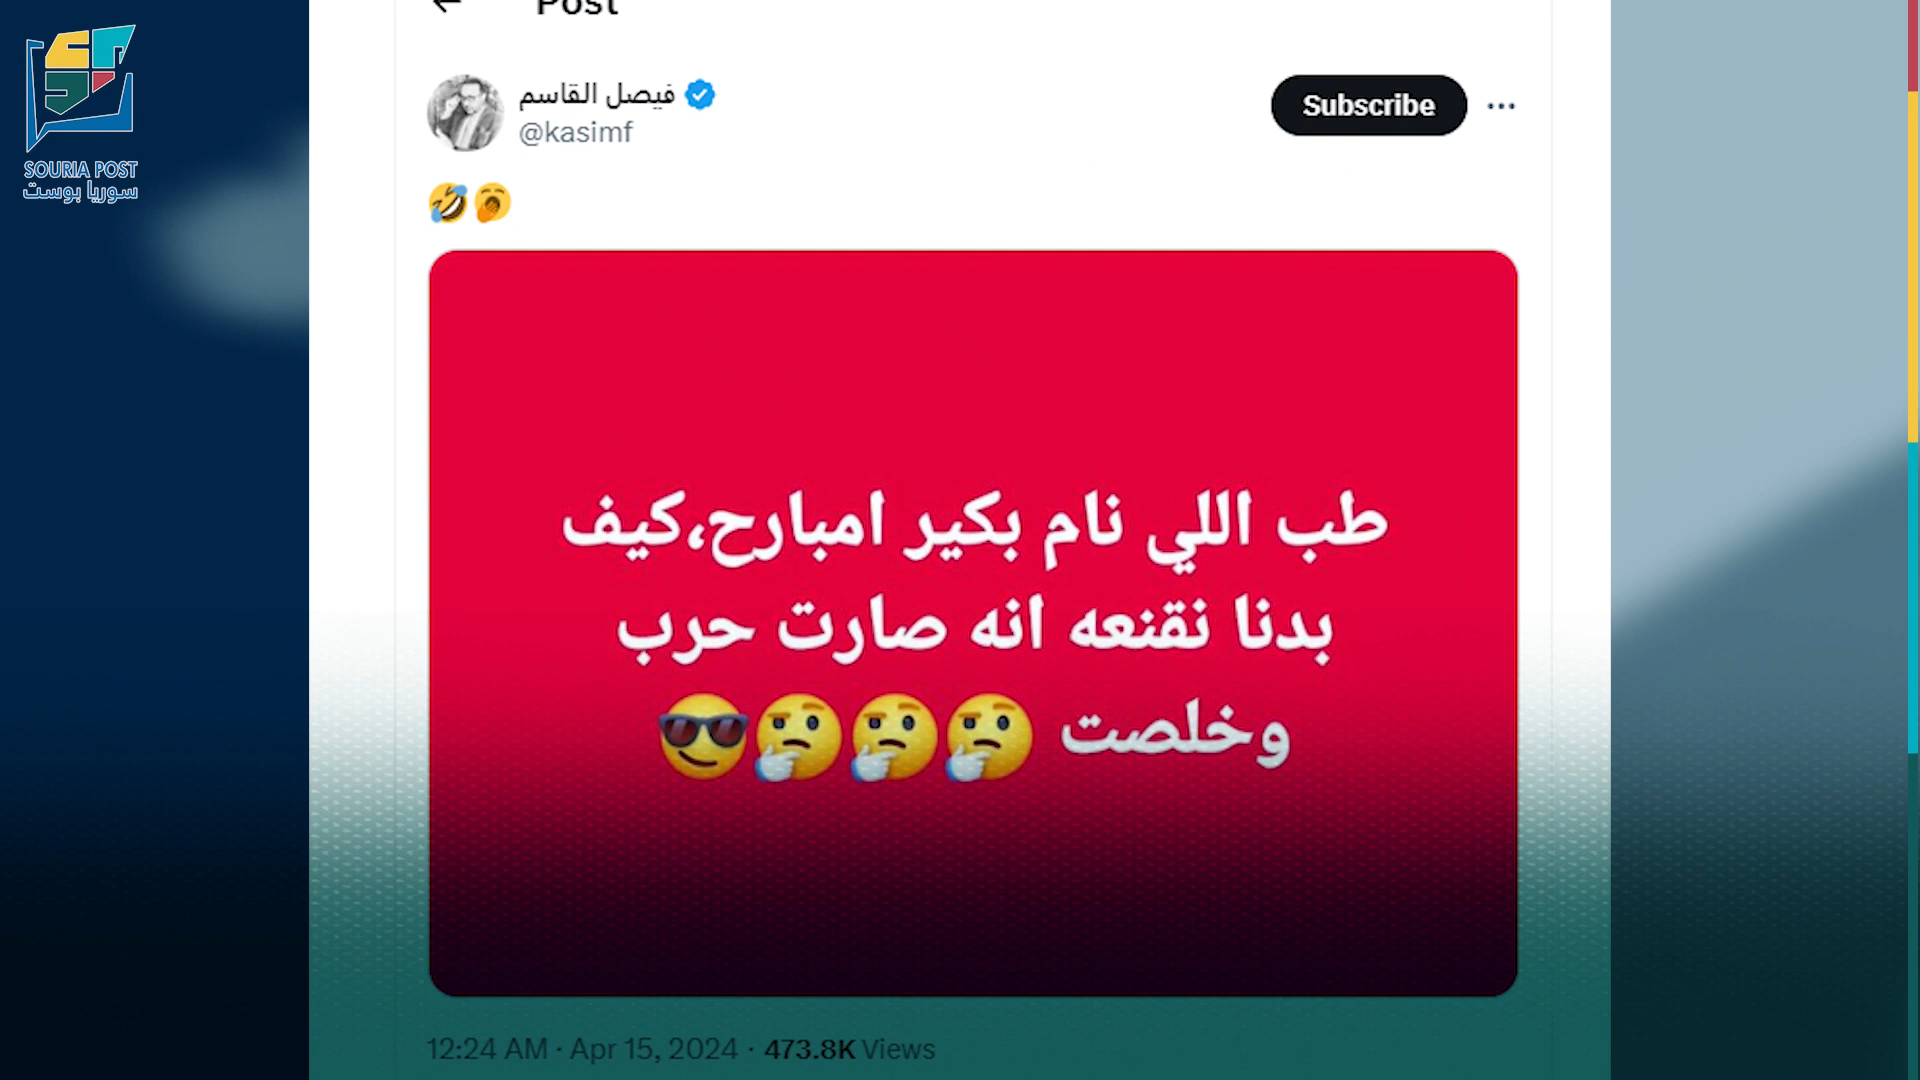 Post
SOURIA POST
سوريا بوست
فيصل القاسم
@kasimf
Subscribe
طب اللي نام بكير امبارح،كيف
بدنا نقنعه انه صارت حرب
وخلصت
12:24 AM · Apr 15, 2024 · 473.8K Views